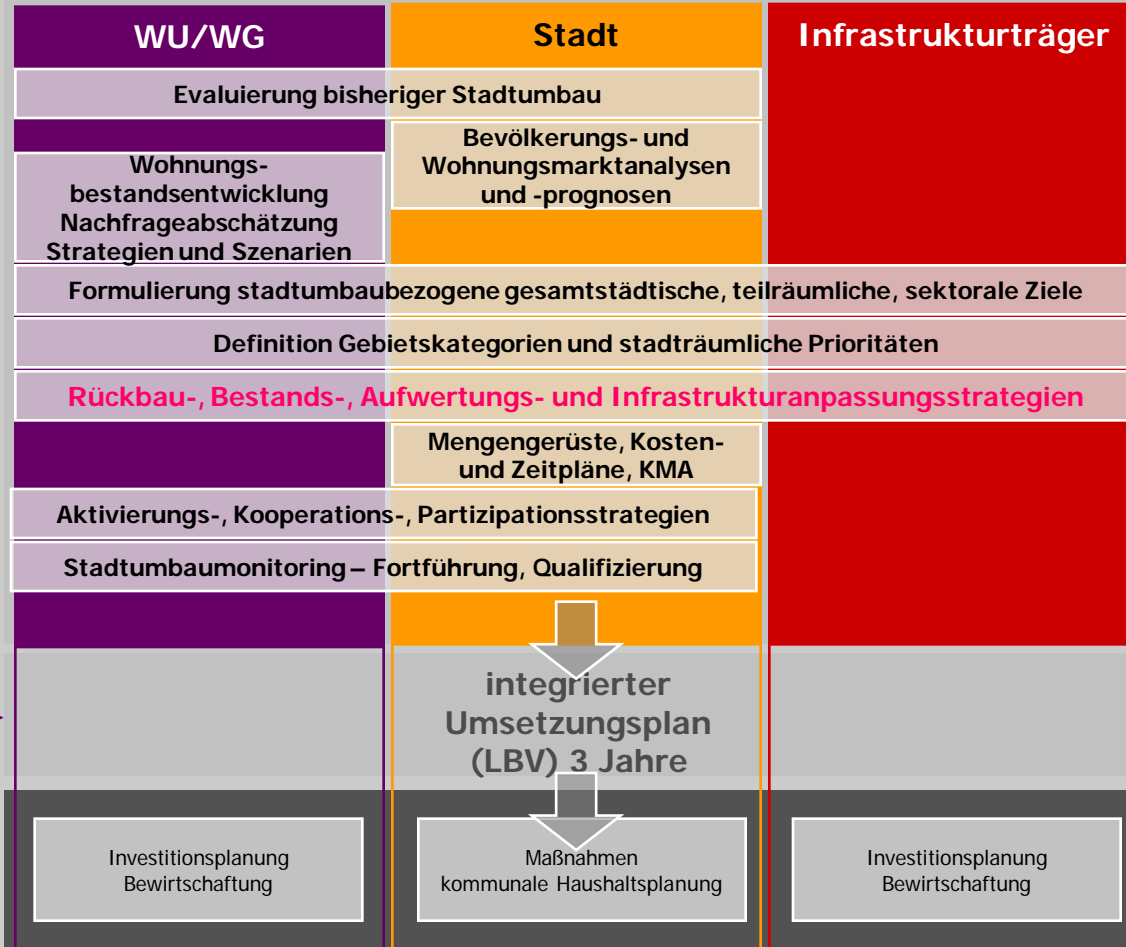 WU/WG
Stadt
Infrastrukturträger
Evaluierung bisheriger Stadtumbau
Bevölkerungs- und
Wohnungsmarktanalysen
und -prognosen
Wohnungs-
bestandsentwicklung
Nachfrageabschätzung
Strategien und Szenarien
Formulierung stadtumbaubezogene gesamtstädtische, teilräumliche, sektorale Ziele
Definition Gebietskategorien und stadträumliche Prioritäten
Rückbau-, Bestands-, Aufwertungs- und Infrastrukturanpassungsstrategien
Mengengerüste, Kosten-
und Zeitpläne, KMA
Aktivierungs-, Kooperations-, Partizipationsstrategien
Stadtumbaumonitoring – Fortführung, Qualifizierung
integrierter
Umsetzungsplan
(LBV) 3 Jahre
Investitionsplanung
Bewirtschaftung
Maßnahmen
kommunale Haushaltsplanung
Investitionsplanung
Bewirtschaftung